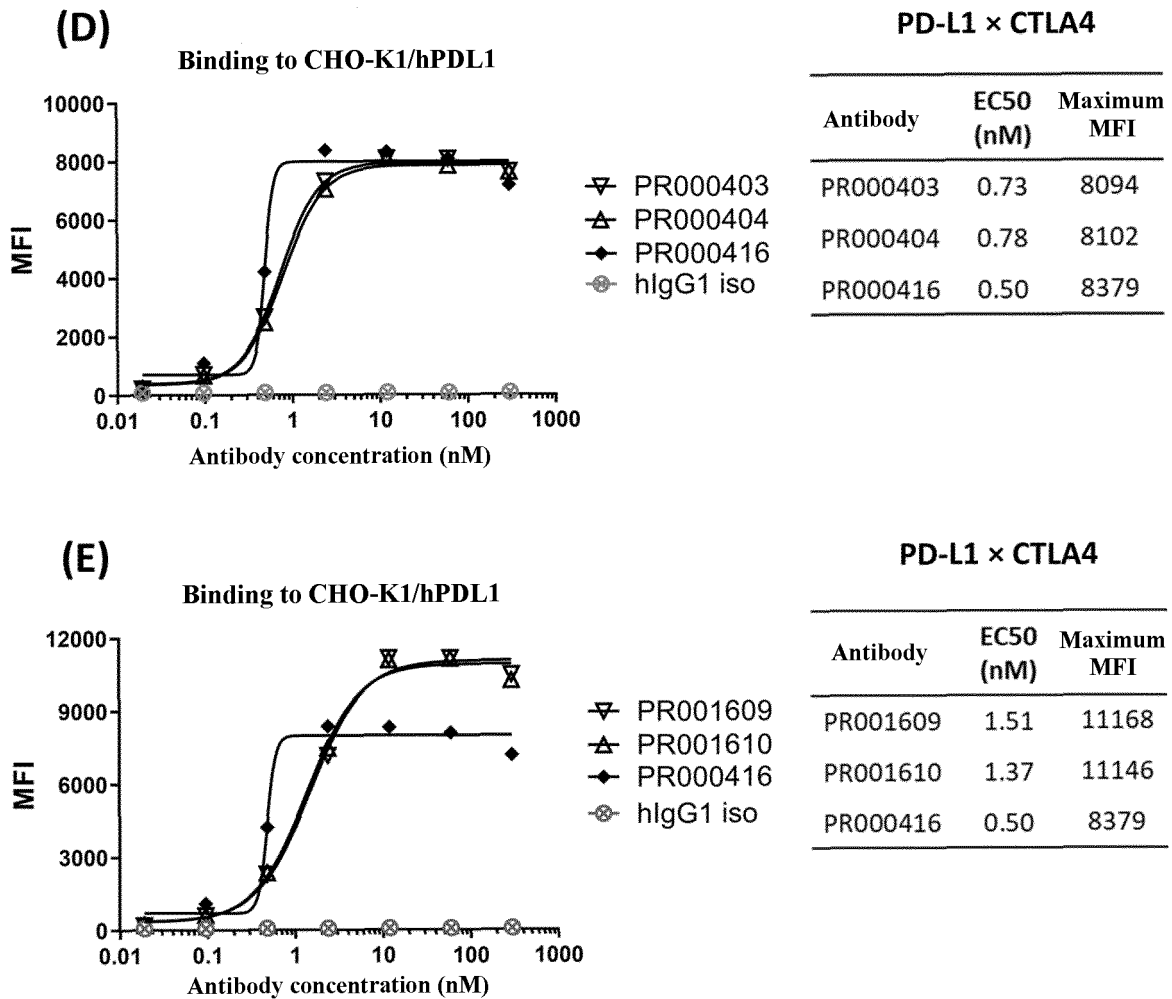 (D)
Binding to CHO-K1/hPDL1
10000
8000
6000
4000
2000
0
MFI
0.01 0.1 1 10 100 1000
Antibody concentration (nM)
PR000403
PR000404
PR000416
hIgG1 iso
PD-L1 × CTLA4
Antibody EC50 (nM) Maximum MFI
PR000403 0.73 8094
PR000404 0.78 8102
PR000416 0.50 8379
(E)
Binding to CHO-K1/hPDL1
12000
9000
6000
3000
0
MFI
0.01 0.1 1 10 100 1000
Antibody concentration (nM)
PR001609
PR001610
PR000416
hIgG1 iso
PD-L1 × CTLA4
Antibody EC50 (nM) Maximum MFI
PR001609 1.51 11168
PR001610 1.37 11146
PR000416 0.50 8379